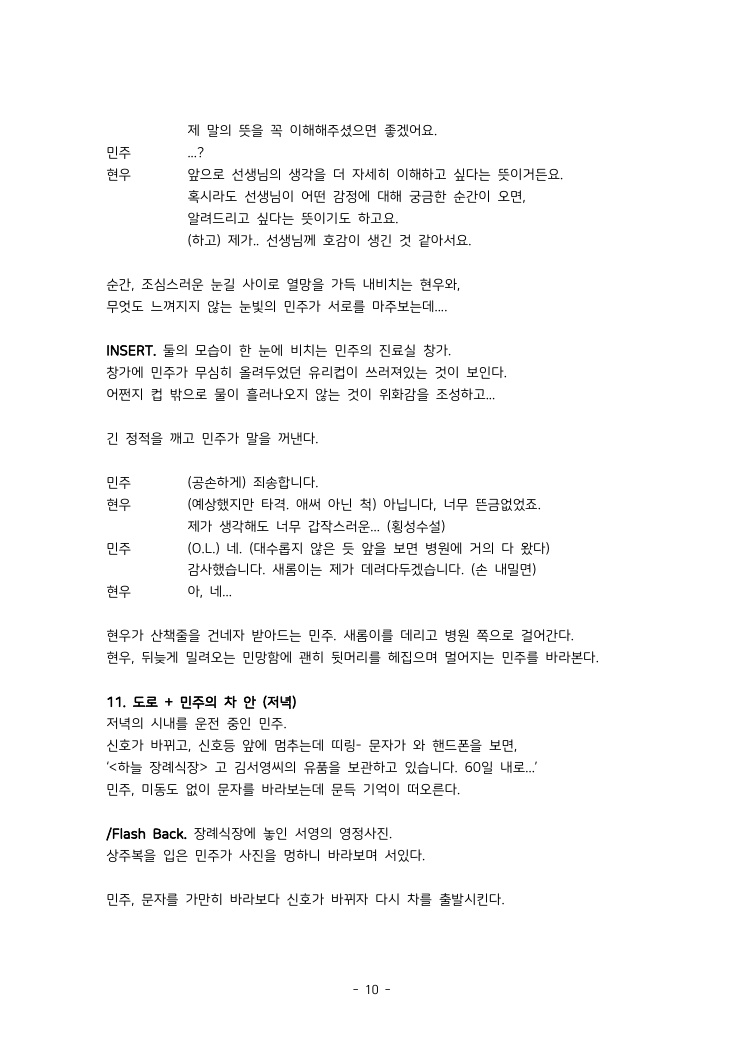 제 말의 뜻을 꼭 이해해주셨으면 좋겠어요.
민주 ...?
현우 앞으로 선생님의 생각을 더 자세히 이해하고 싶다는 뜻이거든요.
혹시라도 선생님이 어떤 감정에 대해 궁금한 순간이 오면,
알려드리고 싶다는 뜻이기도 하고요.
(하고) 제가.. 선생님께 호감이 생긴 것 같아서요.
순간, 조심스러운 눈길 사이로 열망을 가득 내비치는 현우와,
무엇도 느껴지지 않는 눈빛의 민주가 서로를 마주보는데....
INSERT. 둘의 모습이 한 눈에 비치는 민주의 진료실 창가.
창가에 민주가 무심히 올려두었던 유리컵이 쓰러져있는 것이 보인다.
어쩐지 컵 밖으로 물이 흘러나오지 않는 것이 위화감을 조성하고...
긴 정적을 깨고 민주가 말을 꺼낸다.
민주 (공손하게) 죄송합니다.
현우 (예상했지만 타격. 애써 아닌 척) 아닙니다, 너무 뜬금없었죠.
제가 생각해도 너무 갑작스러운... (횡성수설)
민주 (O.L.) 네. (대수롭지 않은 듯 앞을 보면 병원에 거의 다 왔다)
감사했습니다. 새롬이는 제가 데려다두겠습니다. (손 내밀면)
현우 아, 네...
현우가 산책줄을 건네자 받아드는 민주. 새롬이를 데리고 병원 쪽으로 걸어간다.
현우, 뒤늦게 밀려오는 민망함에 괜히 뒷머리를 헤집으며 멀어지는 민주를 바라본다.
11. 도로 + 민주의 차 안 (저녁)
저녁의 시내를 운전 중인 민주.
신호가 바뀌고, 신호등 앞에 멈추는데 띠링- 문자가 와 핸드폰을 보면,
‘<하늘 장례식장> 고 김서영씨의 유품을 보관하고 있습니다. 60일 내로...’
민주, 미동도 없이 문자를 바라보는데 문득 기억이 떠오른다.
/Flash Back. 장례식장에 놓인 서영의 영정사진.
상주복을 입은 민주가 사진을 멍하니 바라보며 서있다.
민주, 문자를 가만히 바라보다 신호가 바뀌자 다시 차를 출발시킨다.
- 10 -